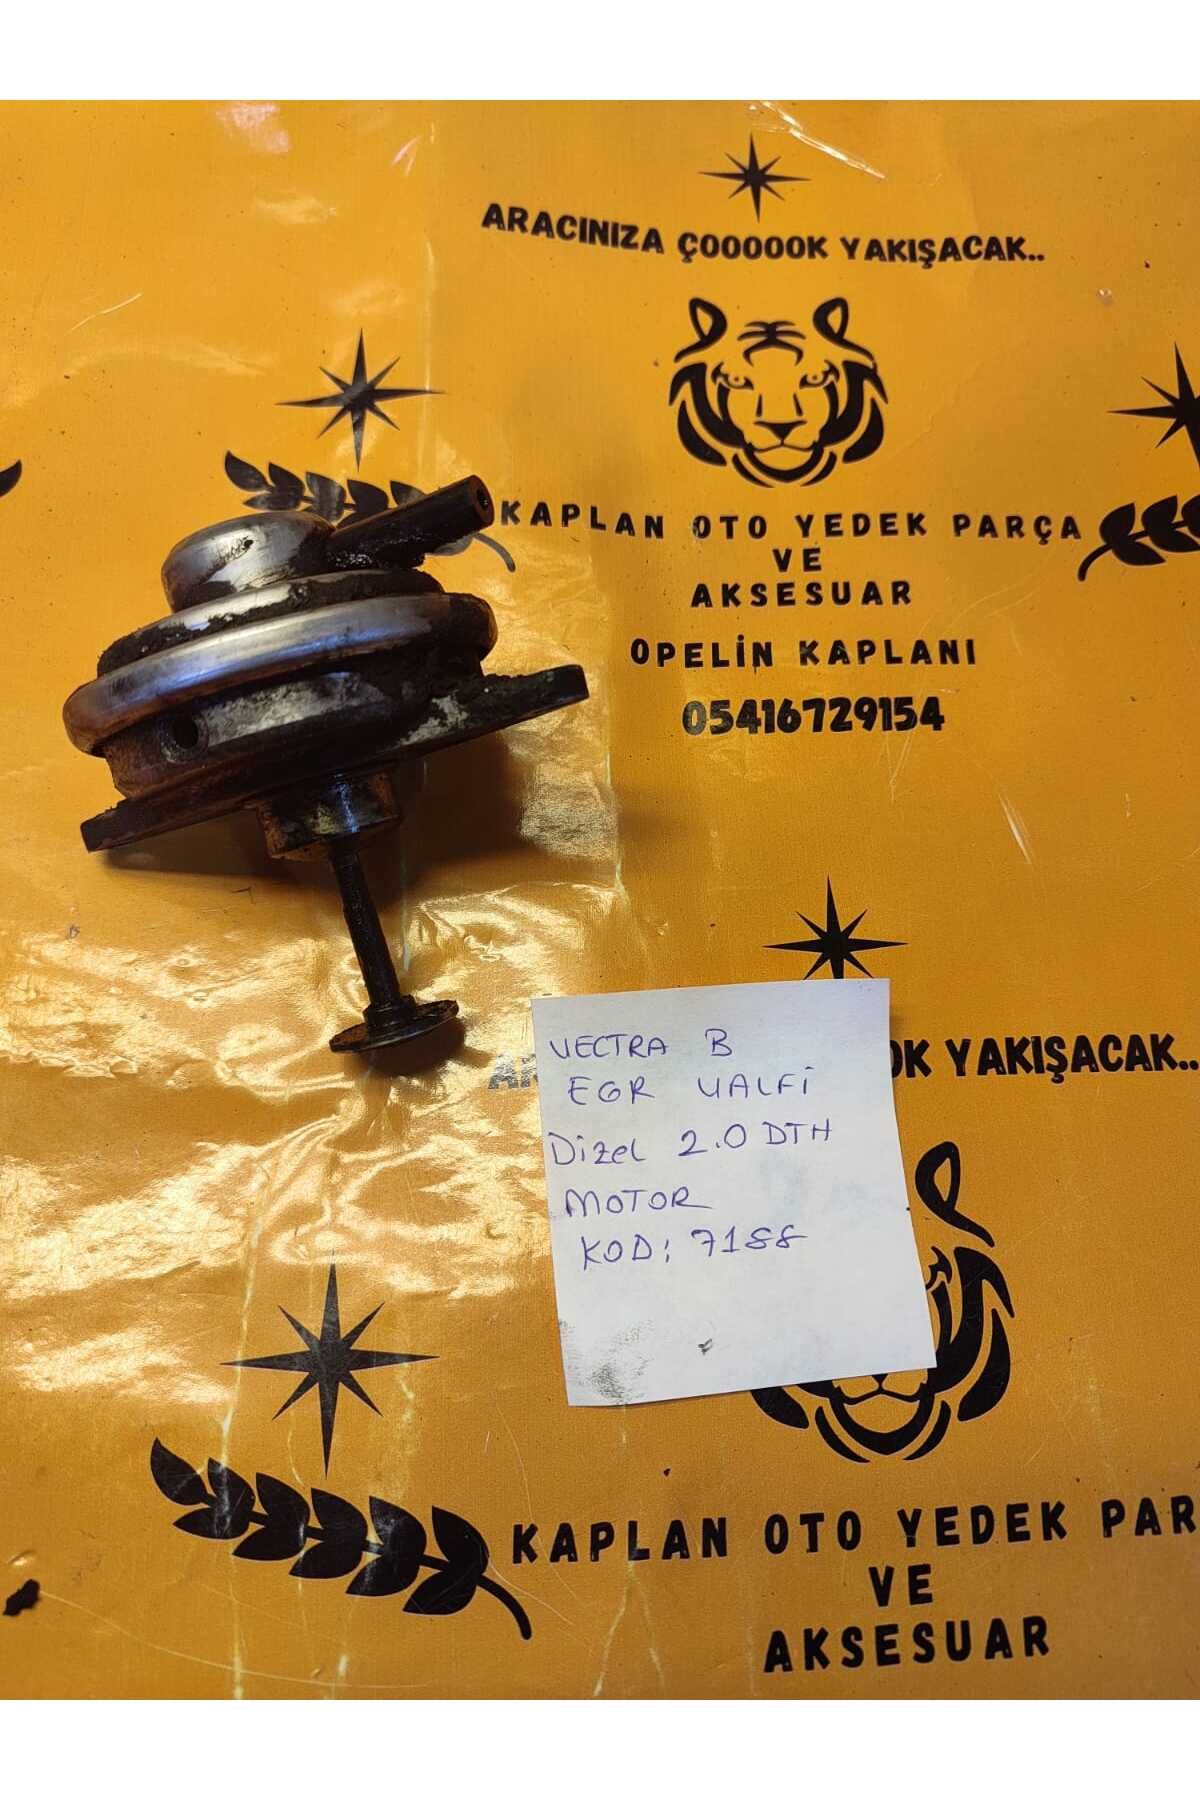 ARACINIZA ÇOOOOOK YAKIŞACAK..
KAPLAN OTO YEDEK PARÇA
VE
AKSESUAR
OPELİN KAPLANI
05416729154
VECTRA B
EGR VALFi
Dizel 2.0 DTH
MOTOR
KOD: 7188
OK YAKIŞACAK..
KAPLAN OTO YEDEK PAR
VE
AKSESUAR